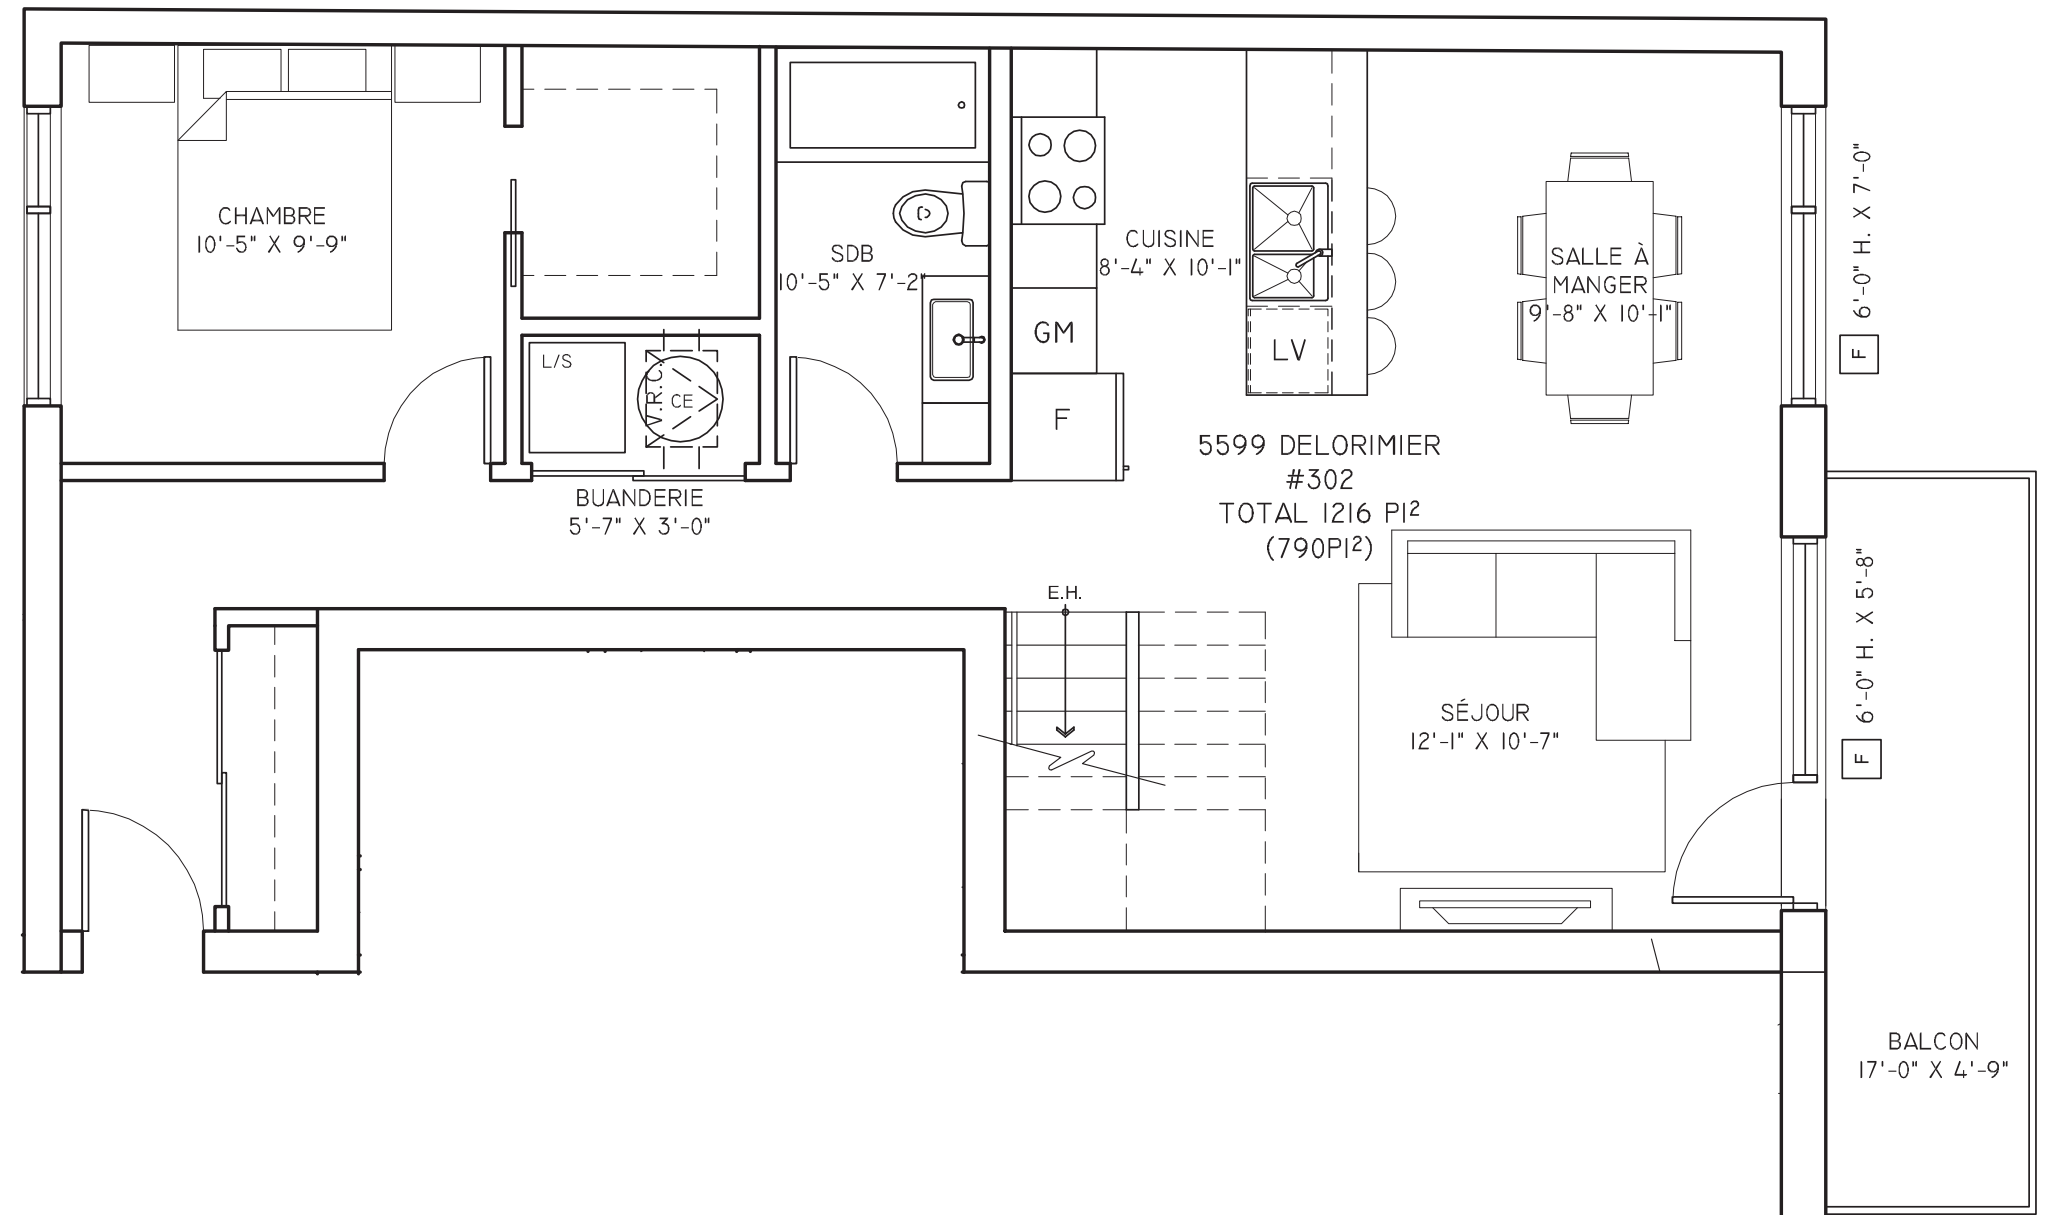 CHAMBRE
10'-5" X 9'-9"
L/S
V.R.C.
CE
BUANDERIE
5'-7" X 3'-0"
SDB
10'-5" X 7'-2"
CUISINE
8'-4" X 10'-1"
GM
F
LV
SALLE À
MANGER
9'-8" X 10'-1"
6'-0" H. X 7'-0"
F
5599 DELORIMIER
#302
TOTAL 1216 PI²
(790PI²)
E.H.
SÉJOUR
12'-1" X 10'-7"
6'-0" H. X 5'-8"
F
BALCON
17'-0" X 4'-9"